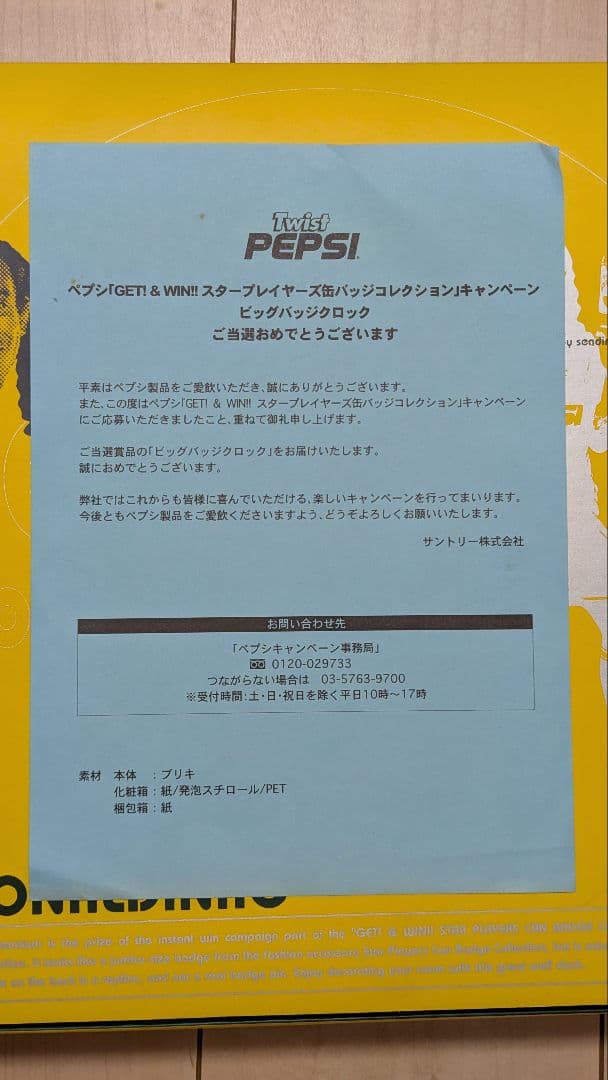 Twist
PEPSI
ペプシ「GET! & WIN!! スタープレイヤーズ缶バッジコレクション」キャンペーン
ビッグバッジクロック
ご当選おめでとうございます
平素はペプシ製品をご愛飲いただき、誠にありがとうございます。
また、この度はペプシ「GET! & WIN!! スタープレイヤーズ缶バッジコレクション」キャンペーン
にご応募いただきましたこと、重ねて御礼申し上げます。
ご当選賞品の「ビッグバッジクロック」をお届けいたします。
誠におめでとうございます。
弊社ではこれからも皆様に喜んでいただける、楽しいキャンペーンを行ってまいります。
今後ともペプシ製品をご愛飲くださいますよう、どうぞよろしくお願いいたします。
サントリー株式会社
お問い合わせ先
「ペプシキャンペーン事務局」
0120-029733
つながらない場合は 03-5763-9700
※受付時間：土・日・祝日を除く平日10時～17時
素材 本体 ：ブリキ
化粧箱：紙/発泡スチロール/PET
梱包箱：紙
is the prize of the instant win campaign part of the "GET! & WIN!! STAR PLAYERS CAN BADGE